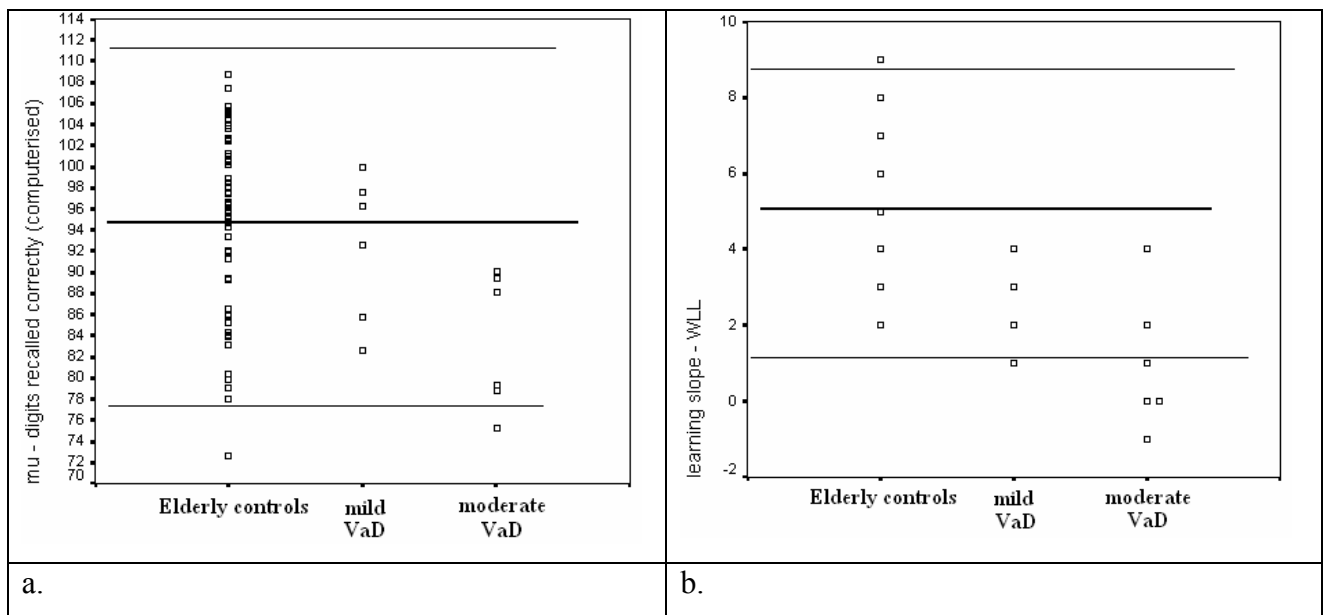 mu - digits recalled correctly (computerised)
114
112
110
108
106
104
102
100
98
96
94
92
90
88
86
84
82
80
78
76
74
72
70
Elderly controls
mild
VaD
moderate
VaD
a.
learning slope - WLL
10
8
6
4
2
0
-2
Elderly controls
mild
VaD
moderate
VaD
b.